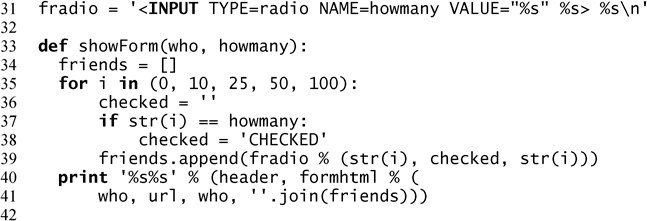 31 fradio = '<INPUT TYPE=radio NAME=howmany VALUE="%s" %s> %s\n'
32
33 def showForm(who, howmany):
34 friends = []
35 for i in (0, 10, 25, 50, 100):
36 checked = ''
37 if str(i) == howmany:
38 checked = 'CHECKED'
39 friends.append(fradio % (str(i), checked, str(i)))
40 print '%s%s' % (header, formhtml % (
41 who, url, who, ''.join(friends)))
42